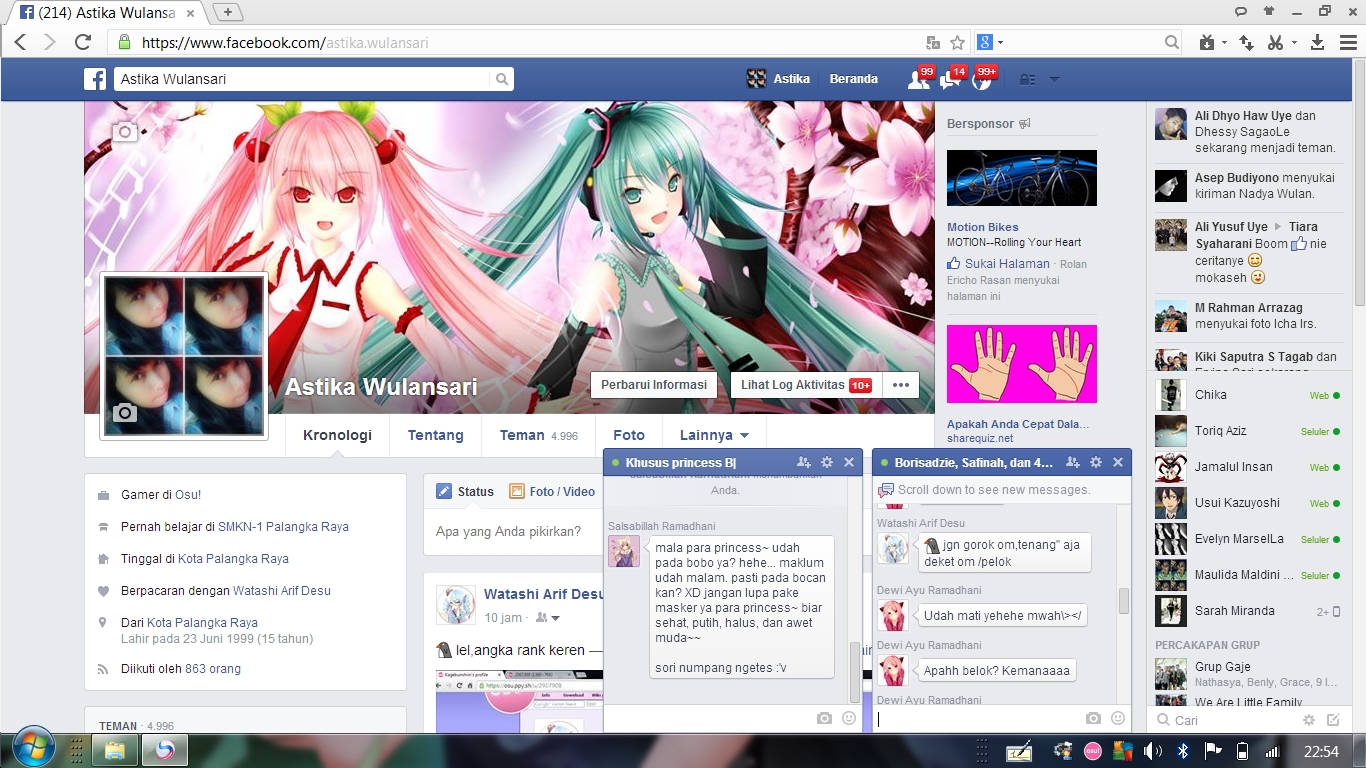 (214) Astika Wulansa
https://www.facebook.com/astika.wulansari
Astika Wulansari
Astika
Beranda
99
14
99+
Astika Wulansari
Perbarui Informasi
Lihat Log Aktivitas 10+
Kronologi
Tentang
Teman 4.996
Foto
Lainnya
Gamer di Osu!
Pernah belajar di SMKN-1 Palangka Raya
Tinggal di Kota Palangka Raya
Berpacaran dengan Watashi Arif Desu
Dari Kota Palangka Raya
Lahir pada 23 Juni 1999 (15 tahun)
Diikuti oleh 863 orang
TEMAN · 4.996
Status
Foto / Video
Apa yang Anda pikirkan?
Watashi Arif Desu
10 jam ·
lel,angka rank keren —
Bersponsor
Motion Bikes
MOTION--Rolling Your Heart
Sukai Halaman · Rolan
Ericho Rasan menyukai
halaman ini
Apakah Anda Cepat Dala...
sharequiz.net
Khusus princess B|
Anda.
Salsabillah Ramadhani
mala para princess~ udah
pada bobo ya? hehe... maklum
udah malam. pasti pada bocan
kan? XD jangan lupa pake
masker ya para princess~ biar
sehat, putih, halus, dan awet
muda~~
sori numpang ngetes :'v
Borisadzie, Safinah, dan 4...
Scroll down to see new messages.
Watashi Arif Desu
jgn gorok om,tenang" aja
deket om /pelok
Dewi Ayu Ramadhani
Udah mati yehehe mwah\></
Dewi Ayu Ramadhani
Apahh belok? Kemanaaaa
Dewi Ayu Ramadhani
Ali Dhyo Haw Uye dan
Dhessy SagaoLe
sekarang menjadi teman.
Asep Budiyono menyukai
kiriman Nadya Wulan.
Ali Yusuf Uye ▸ Tiara
Syaharani Boom nie
ceritanye
mokaseh
M Rahman Arrazag
menyukai foto Icha Irs.
Kiki Saputra S Tagab dan
Chika Web
Toriq Aziz Seluler
Jamalul Insan Web
Usui Kazuyoshi Web
Evelyn MarselLa Seluler
Maulida Maldini ... Seluler
Sarah Miranda 2+
PERCAKAPAN GRUP
Grup Gaje
Nathasya, Benly, Grace, 9 l...
We Are Little Family
Cari
22:54